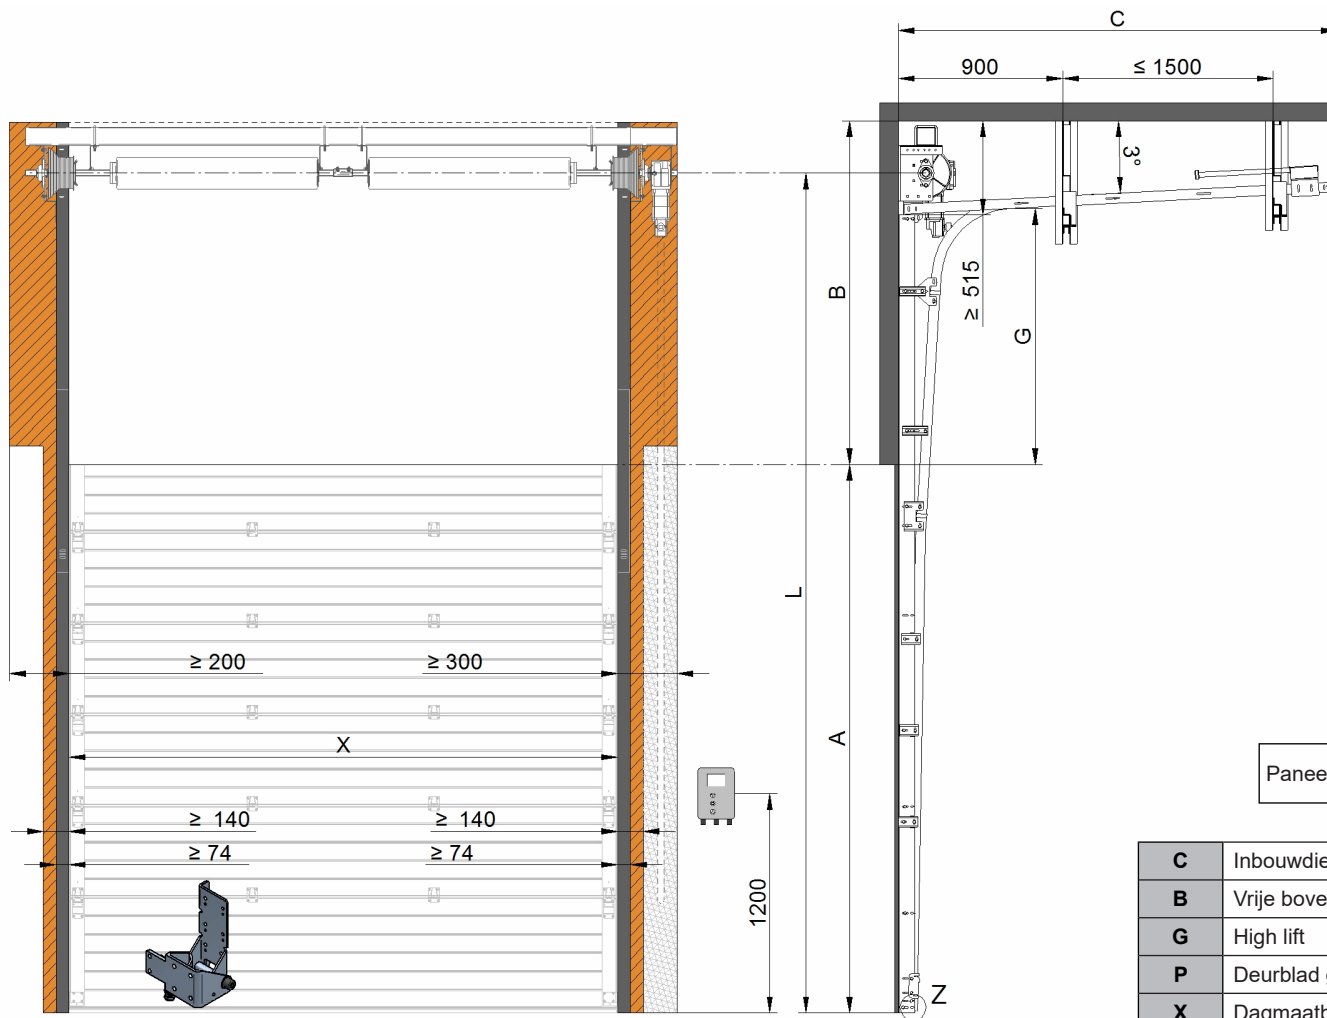 C
900
≤ 1500
3°
B
≥ 515
G
L
≥ 200
≥ 300
X
A
≥ 140
≥ 140
≥ 74
≥ 74
1200
Z
Panee
C Inbouwdie
B Vrije bove
G High lift
P Deurblad
X Dagmaatb